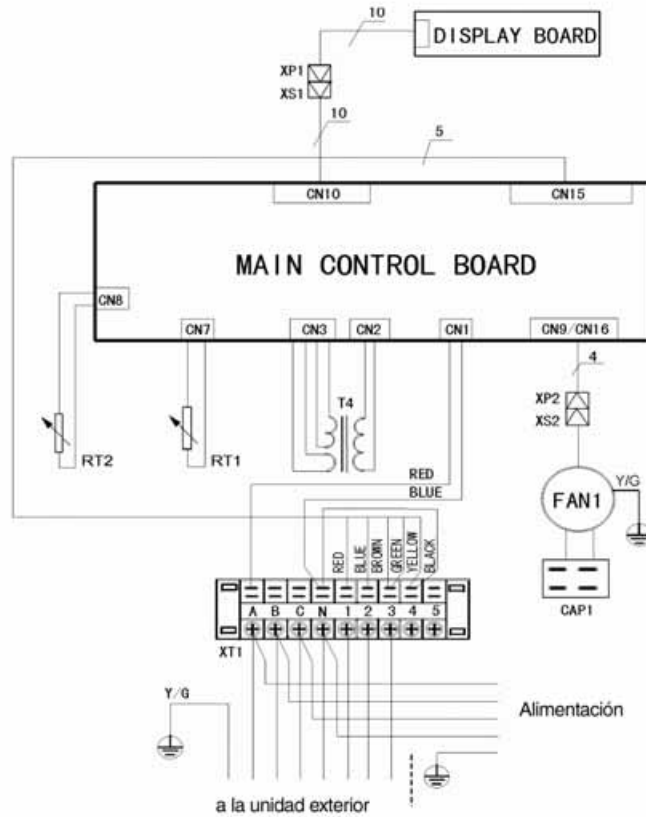 10
DISPLAY BOARD
XP1
XS1
10
5
CN10
CN15
MAIN CONTROL BOARD
CN8
CN7
CN3
CN2
CN1
CN9/CN16
4
T4
XP2
XS2
RT2
RT1
RED
BLUE
FAN1
Y/G
RED
BLUE
BROWN
GREEN
YELLOW
BLACK
CAP1
A B C N 1 2 3 4 5
XT1
Y/G
Alimentación
a la unidad exterior